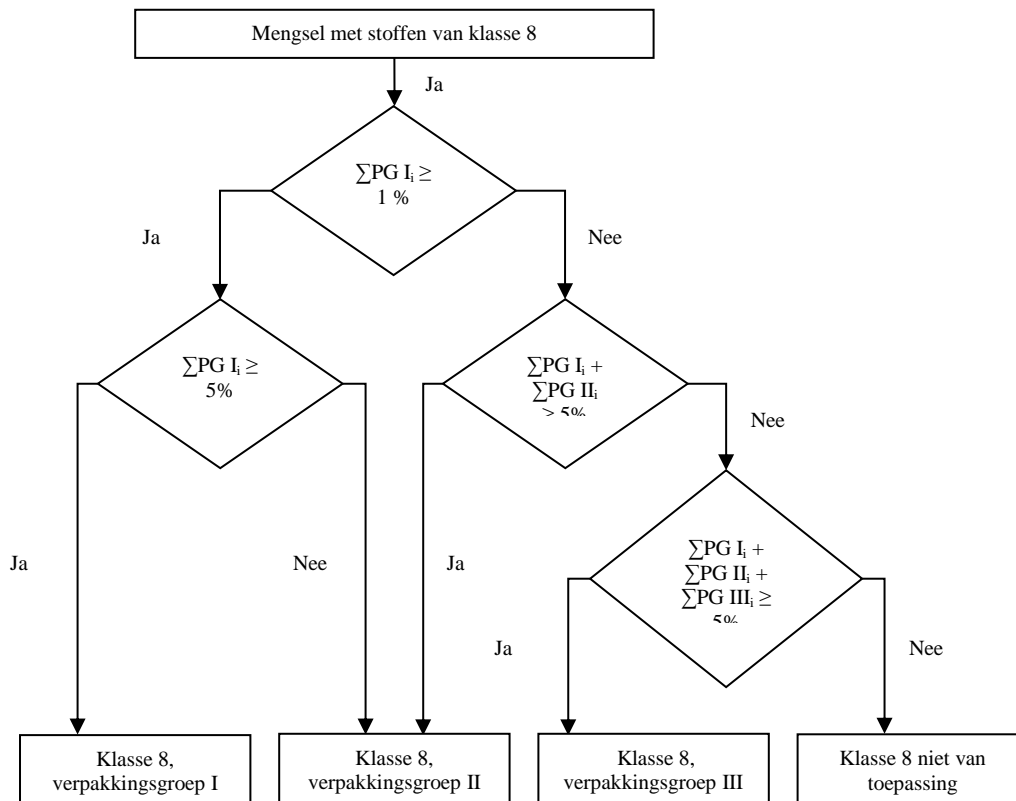 Mengsel met stoffen van klasse 8
Ja
∑PG Iᵢ ≥
1 %
Ja
Nee
∑PG Iᵢ ≥
5%
∑PG Iᵢ +
∑PG IIᵢ
5%
Nee
∑PG Iᵢ +
∑PG IIᵢ +
∑PG IIIᵢ ≥
5%
Ja
Nee
Ja
Ja
Nee
Klasse 8,
verpakkingsgroep I
Klasse 8,
verpakkingsgroep II
Klasse 8,
verpakkingsgroep III
Klasse 8 niet van
toepassing